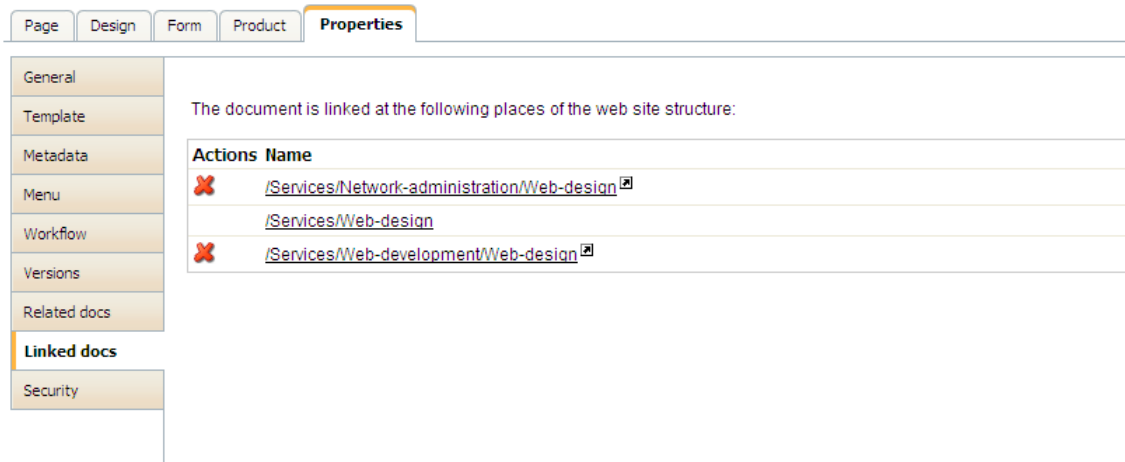 Page Design Form Product Properties
General
Template
Metadata
Menu
Workflow
Versions
Related docs
Linked docs
Security
The document is linked at the following places of the web site structure:
Actions Name
/Services/Network-administration/Web-design
/Services/Web-design
/Services/Web-development/Web-design